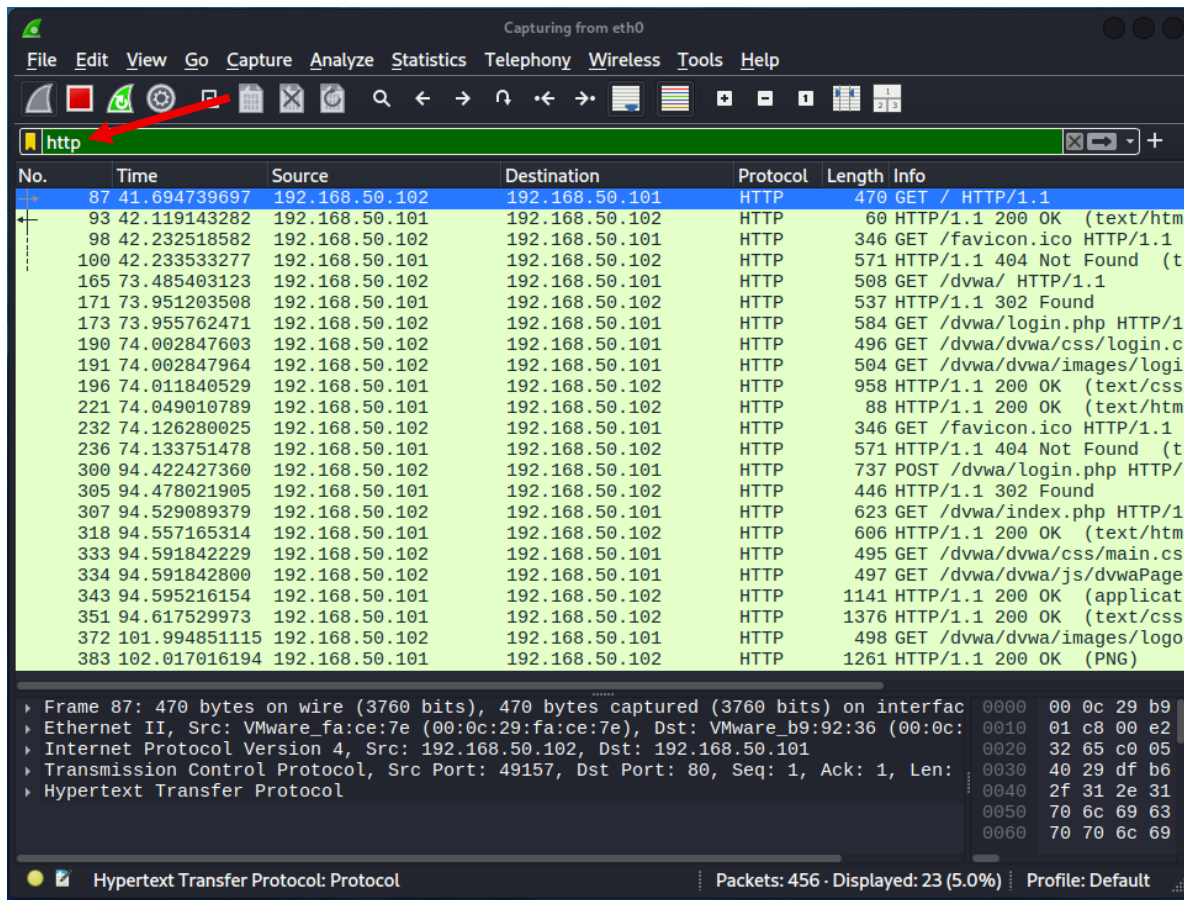 Capturing from eth0
File Edit View Go Capture Analyze Statistics Telephony Wireless Tools Help
http
No. Time Source Destination Protocol Length Info
87 41.694739697 192.168.50.102 192.168.50.101 HTTP 470 GET / HTTP/1.1
93 42.119143282 192.168.50.101 192.168.50.102 HTTP 60 HTTP/1.1 200 OK (text/htm
98 42.232518582 192.168.50.102 192.168.50.101 HTTP 346 GET /favicon.ico HTTP/1.1
100 42.233533277 192.168.50.101 192.168.50.102 HTTP 571 HTTP/1.1 404 Not Found (t
165 73.485403123 192.168.50.102 192.168.50.101 HTTP 508 GET /dvwa/ HTTP/1.1
171 73.951203508 192.168.50.101 192.168.50.102 HTTP 537 HTTP/1.1 302 Found
173 73.955762471 192.168.50.102 192.168.50.101 HTTP 584 GET /dvwa/login.php HTTP/1
190 74.002847603 192.168.50.102 192.168.50.101 HTTP 496 GET /dvwa/dvwa/css/login.c
191 74.002847964 192.168.50.102 192.168.50.101 HTTP 504 GET /dvwa/dvwa/images/logi
196 74.011840529 192.168.50.101 192.168.50.102 HTTP 958 HTTP/1.1 200 OK (text/css
221 74.049010789 192.168.50.101 192.168.50.102 HTTP 88 HTTP/1.1 200 OK (text/htm
232 74.126280025 192.168.50.102 192.168.50.101 HTTP 346 GET /favicon.ico HTTP/1.1
236 74.133751478 192.168.50.101 192.168.50.102 HTTP 571 HTTP/1.1 404 Not Found (t
300 94.422427360 192.168.50.102 192.168.50.101 HTTP 737 POST /dvwa/login.php HTTP/
305 94.478021905 192.168.50.101 192.168.50.102 HTTP 446 HTTP/1.1 302 Found
307 94.529089379 192.168.50.102 192.168.50.101 HTTP 623 GET /dvwa/index.php HTTP/1
318 94.557165314 192.168.50.101 192.168.50.102 HTTP 606 HTTP/1.1 200 OK (text/htm
333 94.591842229 192.168.50.102 192.168.50.101 HTTP 495 GET /dvwa/dvwa/css/main.cs
334 94.591842800 192.168.50.102 192.168.50.101 HTTP 497 GET /dvwa/dvwa/js/dvwaPage
343 94.595216154 192.168.50.101 192.168.50.102 HTTP 1141 HTTP/1.1 200 OK (applicat
351 94.617529973 192.168.50.101 192.168.50.102 HTTP 1376 HTTP/1.1 200 OK (text/css
372 101.994851115 192.168.50.102 192.168.50.101 HTTP 498 GET /dvwa/dvwa/images/logo
383 102.017016194 192.168.50.101 192.168.50.102 HTTP 1261 HTTP/1.1 200 OK (PNG)
Frame 87: 470 bytes on wire (3760 bits), 470 bytes captured (3760 bits) on interfac
Ethernet II, Src: VMware_fa:ce:7e (00:0c:29:fa:ce:7e), Dst: VMware_b9:92:36 (00:0c:
Internet Protocol Version 4, Src: 192.168.50.102, Dst: 192.168.50.101
Transmission Control Protocol, Src Port: 49157, Dst Port: 80, Seq: 1, Ack: 1, Len:
Hypertext Transfer Protocol
0000 00 0c 29 b9
0010 01 c8 00 e2
0020 32 65 c0 05
0030 40 29 df b6
0040 2f 31 2e 31
0050 70 6c 69 63
0060 70 70 6c 69
Hypertext Transfer Protocol: Protocol Packets: 456 · Displayed: 23 (5.0%) Profile: Default